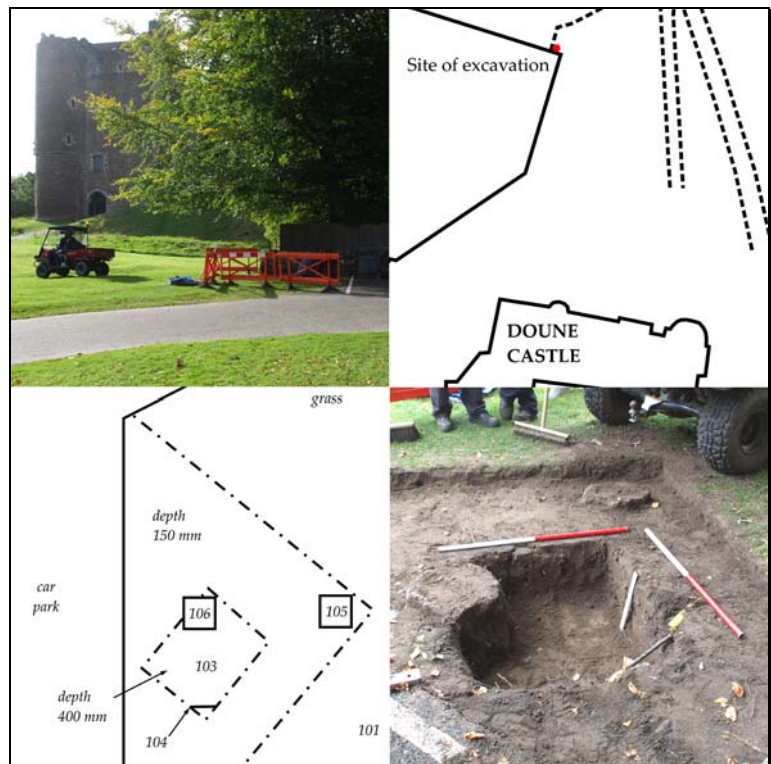 Site of excavation
DOUNE
CASTLE
grass
depth
150 mm
car
park
106
105
103
depth
400 mm
104
101